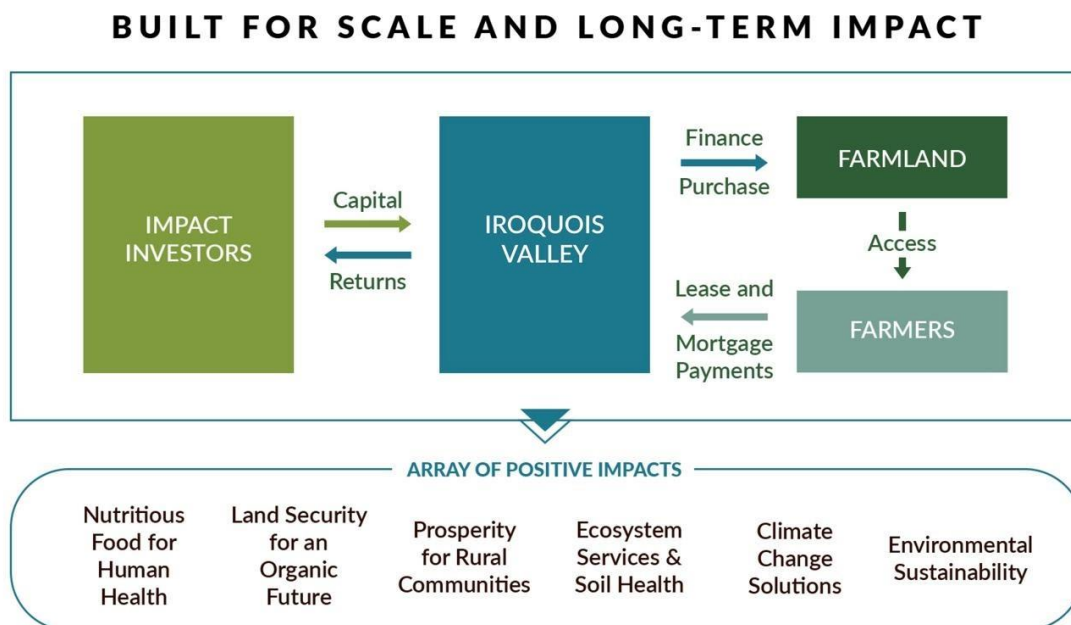 BUILT FOR SCALE AND LONG-TERM IMPACT
IMPACT
INVESTORS
Capital
Returns
IROQUOIS
VALLEY
Finance
Purchase
FARMLAND
Access
Lease and
Mortgage
Payments
FARMERS
ARRAY OF POSITIVE IMPACTS
Nutritious
Food for
Human
Health
Land Security
for an
Organic
Future
Prosperity
for Rural
Communities
Ecosystem
Services &
Soil Health
Climate
Change
Solutions
Environmental
Sustainability